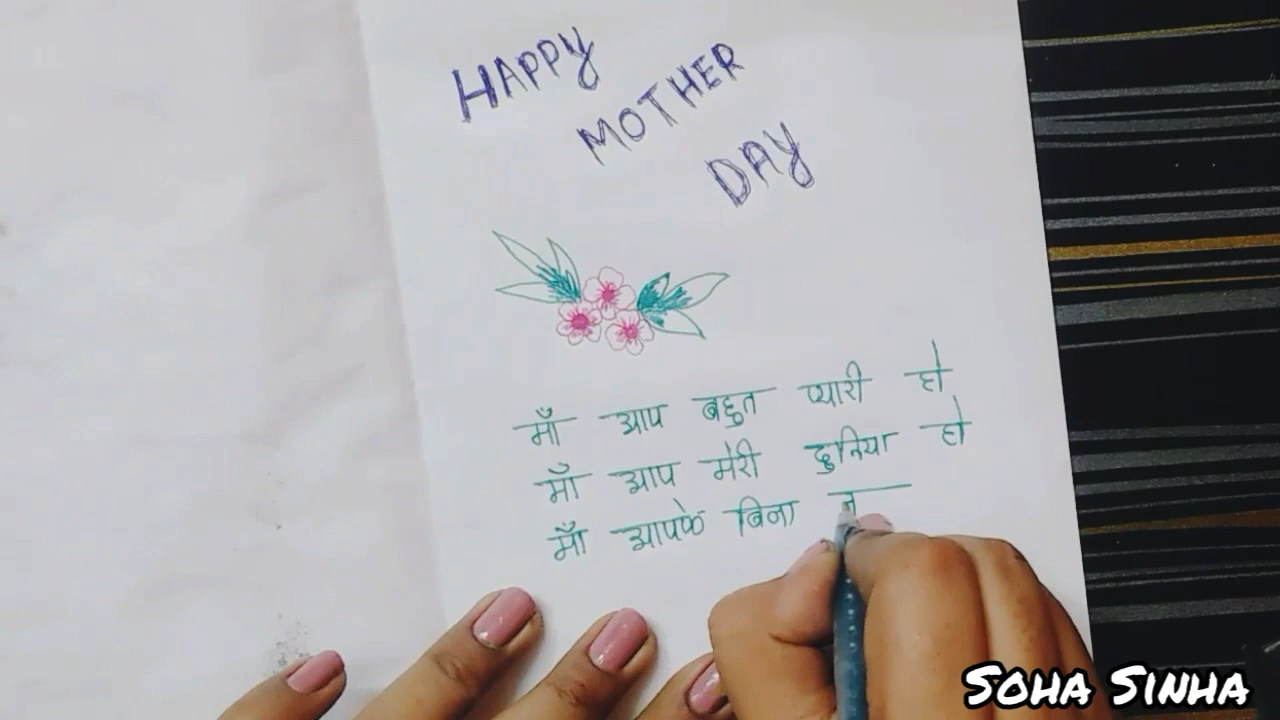 HAPPY
MOTHER
DAY
माँ आप बहुत प्यारी हो
माँ आप मेरी दुनिया हो
माँ आपके बिना
SOHA SINHA